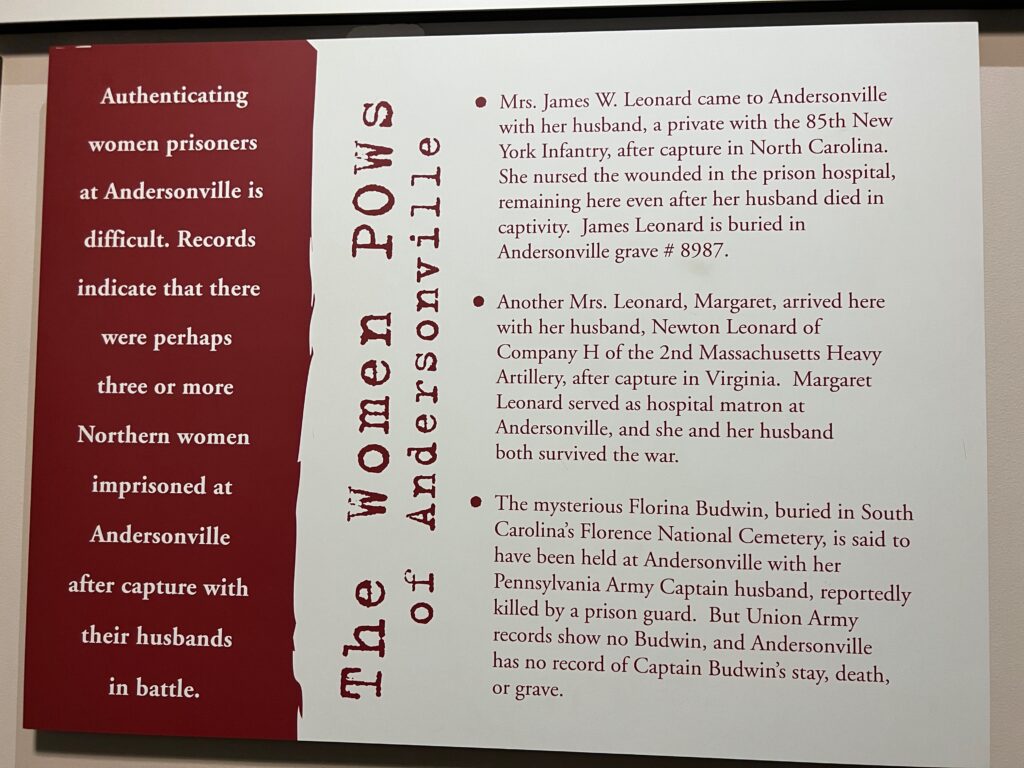 Authenticating
women prisoners
at Andersonville is
difficult. Records
indicate that there
were perhaps
three or more
Northern women
imprisoned at
Andersonville
after capture with
their husbands
in battle.
The Women POWs
of Andersonville
• Mrs. James W. Leonard came to Andersonville
with her husband, a private with the 85th New
York Infantry, after capture in North Carolina.
She nursed the wounded in the prison hospital,
remaining here even after her husband died in
captivity. James Leonard is buried in
Andersonville grave # 8987.
• Another Mrs. Leonard, Margaret, arrived here
with her husband, Newton Leonard of
Company H of the 2nd Massachusetts Heavy
Artillery, after capture in Virginia. Margaret
Leonard served as hospital matron at
Andersonville, and she and her husband
both survived the war.
• The mysterious Florina Budwin, buried in South
Carolina's Florence National Cemetery, is said to
have been held at Andersonville with her
Pennsylvania Army Captain husband, reportedly
killed by a prison guard. But Union Army
records show no Budwin, and Andersonville
has no record of Captain Budwin's stay, death,
or grave.